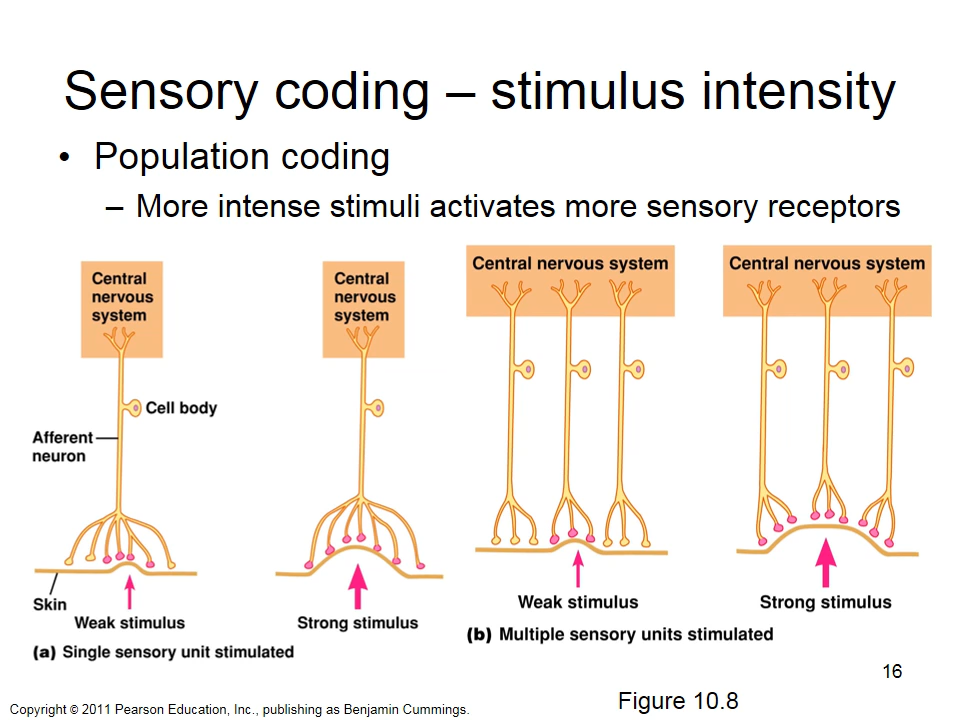 Sensory coding – stimulus intensity
• Population coding
– More intense stimuli activates more sensory receptors
Central
nervous
system
Cell body
Afferent
neuron
Skin
Weak stimulus
Central
nervous
system
Strong stimulus
(a) Single sensory unit stimulated
Central nervous system
Weak stimulus
Central nervous system
Strong stimulus
(b) Multiple sensory units stimulated
16
Figure 10.8
Copyright © 2011 Pearson Education, Inc., publishing as Benjamin Cummings.